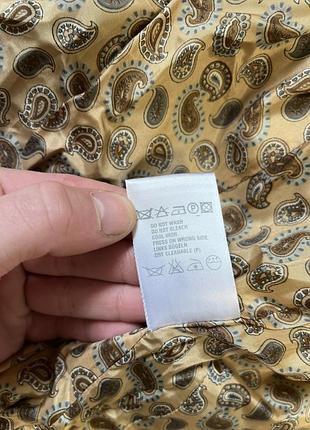 DO NOT WASH
DO NOT BLEACH
COOL IRON
PRESS ON WRONG SIDE
LINKS BÜGELN
DRY CLEANABLE (P)